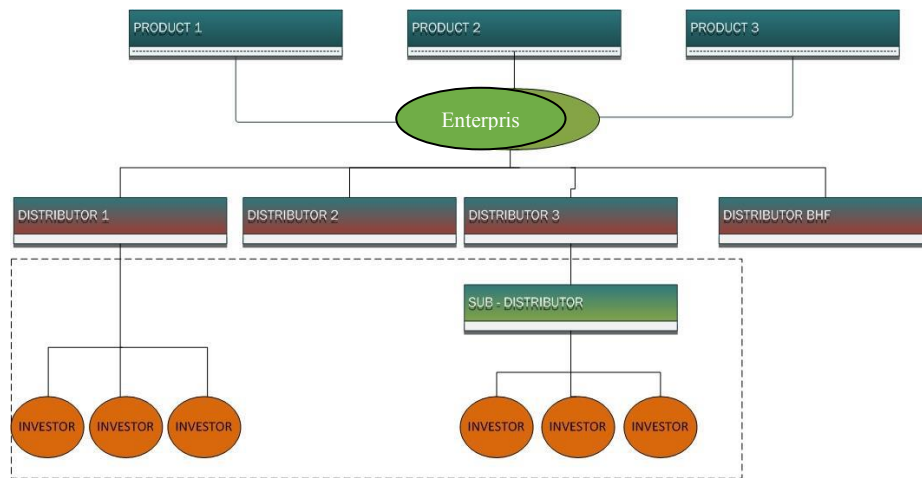 PRODUCT 1
PRODUCT 2
PRODUCT 3
Enterpris
DISTRIBUTOR 1
DISTRIBUTOR 2
DISTRIBUTOR 3
DISTRIBUTOR BHF
SUB - DISTRIBUTOR
INVESTOR
INVESTOR
INVESTOR
INVESTOR
INVESTOR
INVESTOR